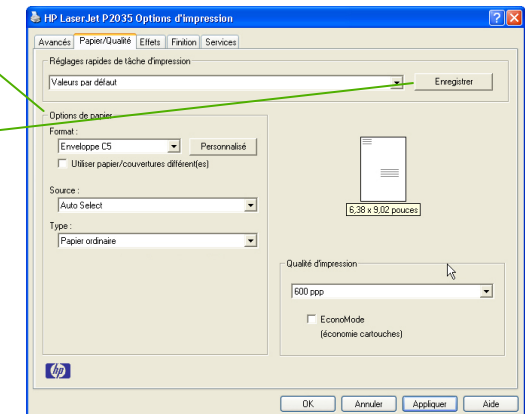 HP LaserJet P2035 Options d'impression
Avancés Papier/Qualité Effets Finition Services
Réglages rapides de tâche d'impression
Valeurs par défaut
Enregistrer
Options de papier
Format :
Enveloppe C5
Personnalisé
Utiliser papier/couvertures différent(es)
Source :
Auto Select
Type :
Papier ordinaire
6,38 x 9,02 pouces
Qualité d'impression
600 ppp
EconoMode
(économie cartouches)
hp
OK Annuler Appliquer Aide